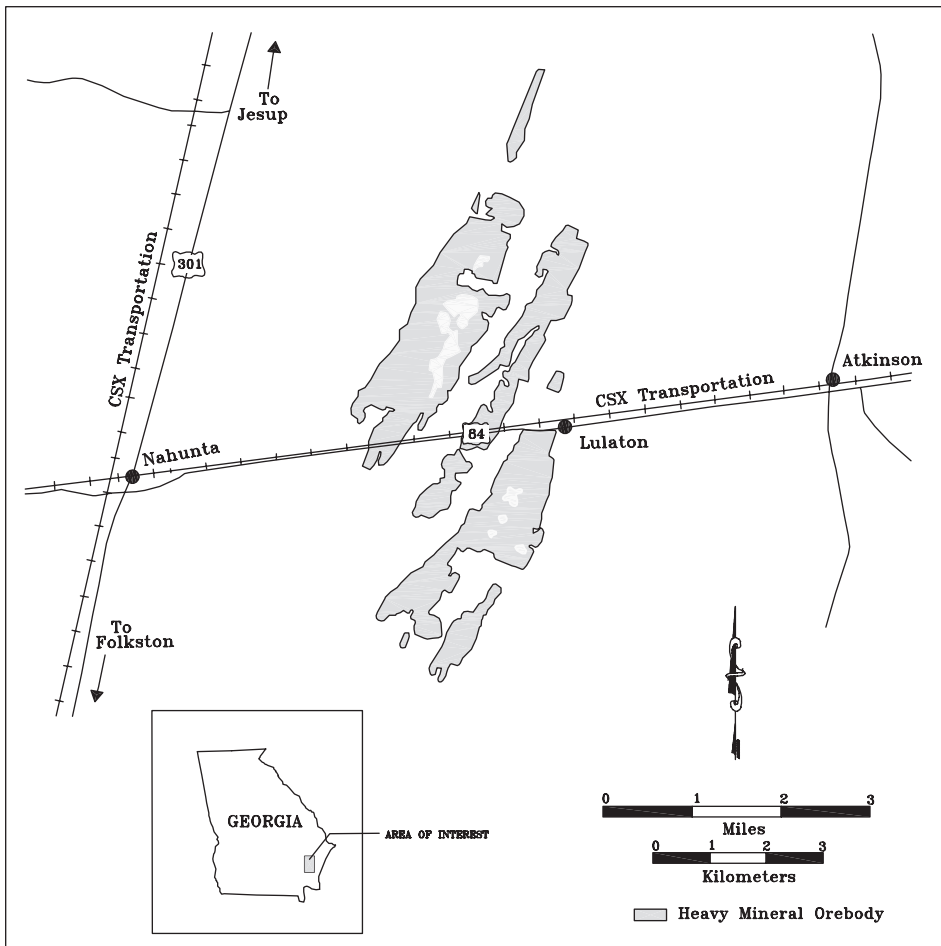 To
Jesup
CSX Transportation
301
Atkinson
CSX Transportation
84
Lulaton
Nahunta
To
Folkston
GEORGIA
AREA OF INTEREST
0 1 2 3
Miles
0 1 2 3
Kilometers
Heavy Mineral Orebody